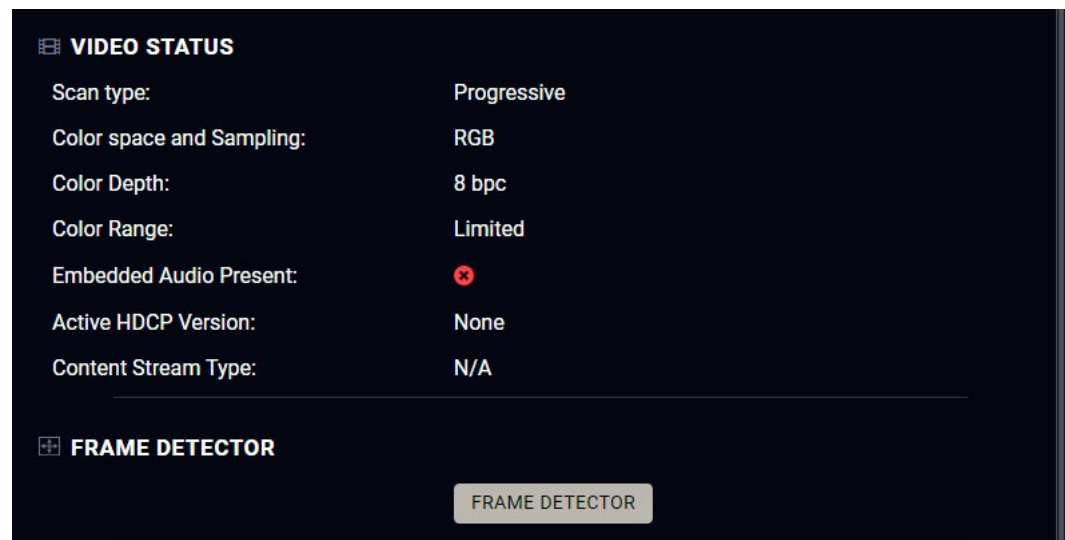 VIDEO STATUS
Scan type: Progressive
Color space and Sampling: RGB
Color Depth: 8 bpc
Color Range: Limited
Embedded Audio Present:
Active HDCP Version: None
Content Stream Type: N/A
FRAME DETECTOR
FRAME DETECTOR